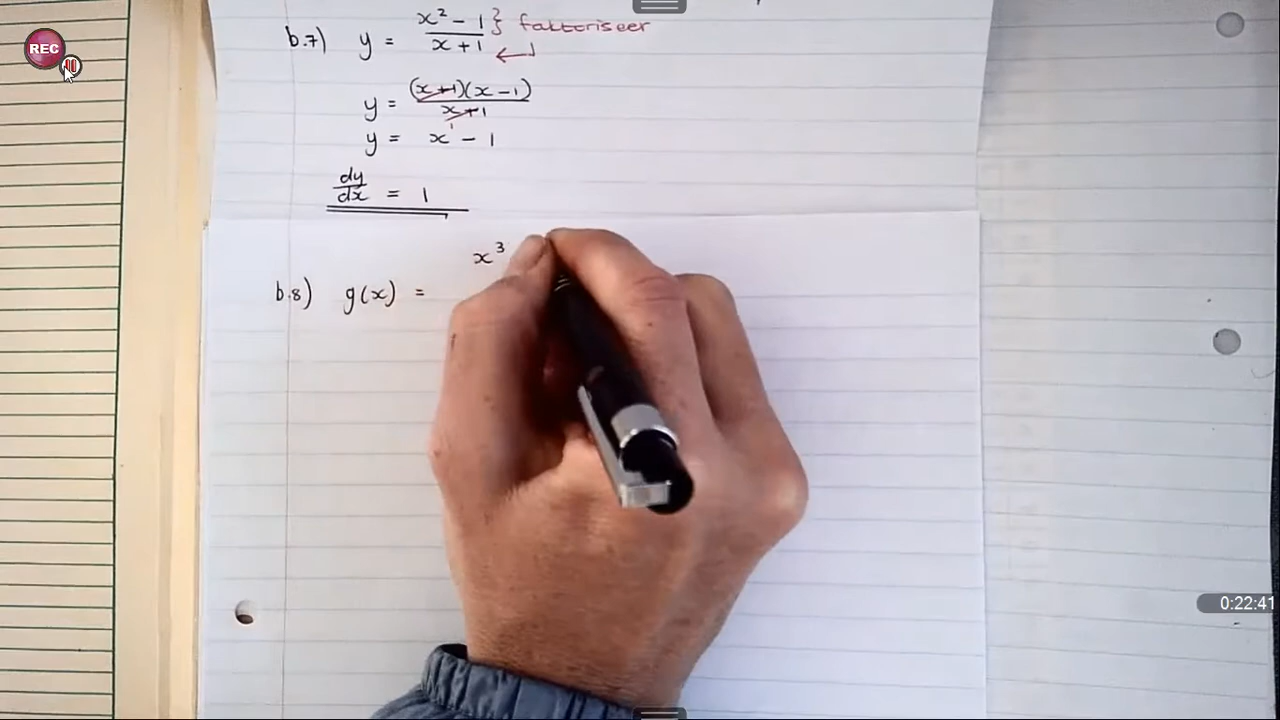 REC
b.7) y = x² - 1 } faktoriseer
x + 1
y = (x+1)(x-1)
x+1
y = x¹ - 1
dy
dx = 1
x³
b.8) g(x) =
0:22:41